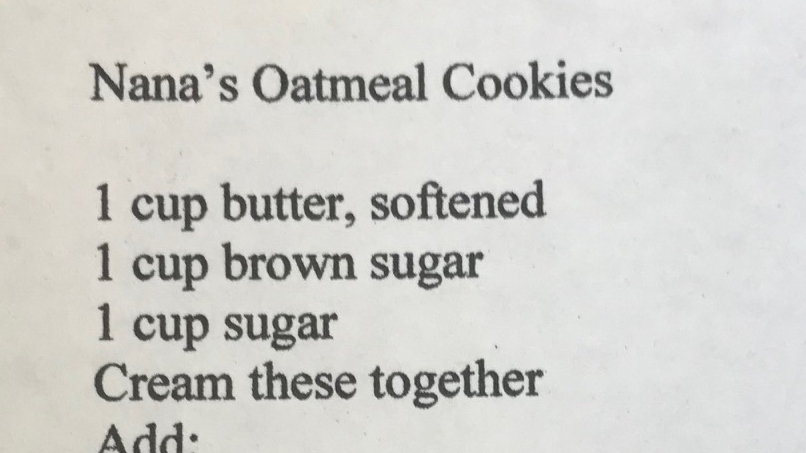 Nana’s Oatmeal Cookies
1 cup butter, softened
1 cup brown sugar
1 cup sugar
Cream these together
Add: